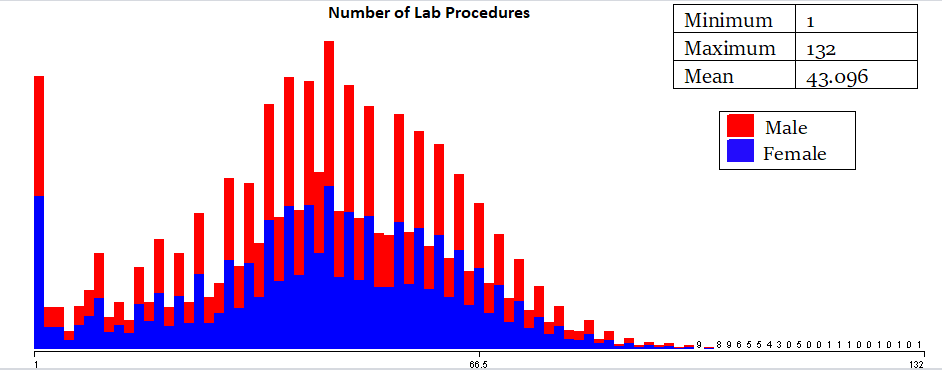 Number of Lab Procedures
Minimum 1
Maximum 132
Mean 43.096
Male
Female
9 8 9 6 5 5 4 3 0 5 0 0 1 1 1 0 0 1 0 1 0 1
1 66.5 132